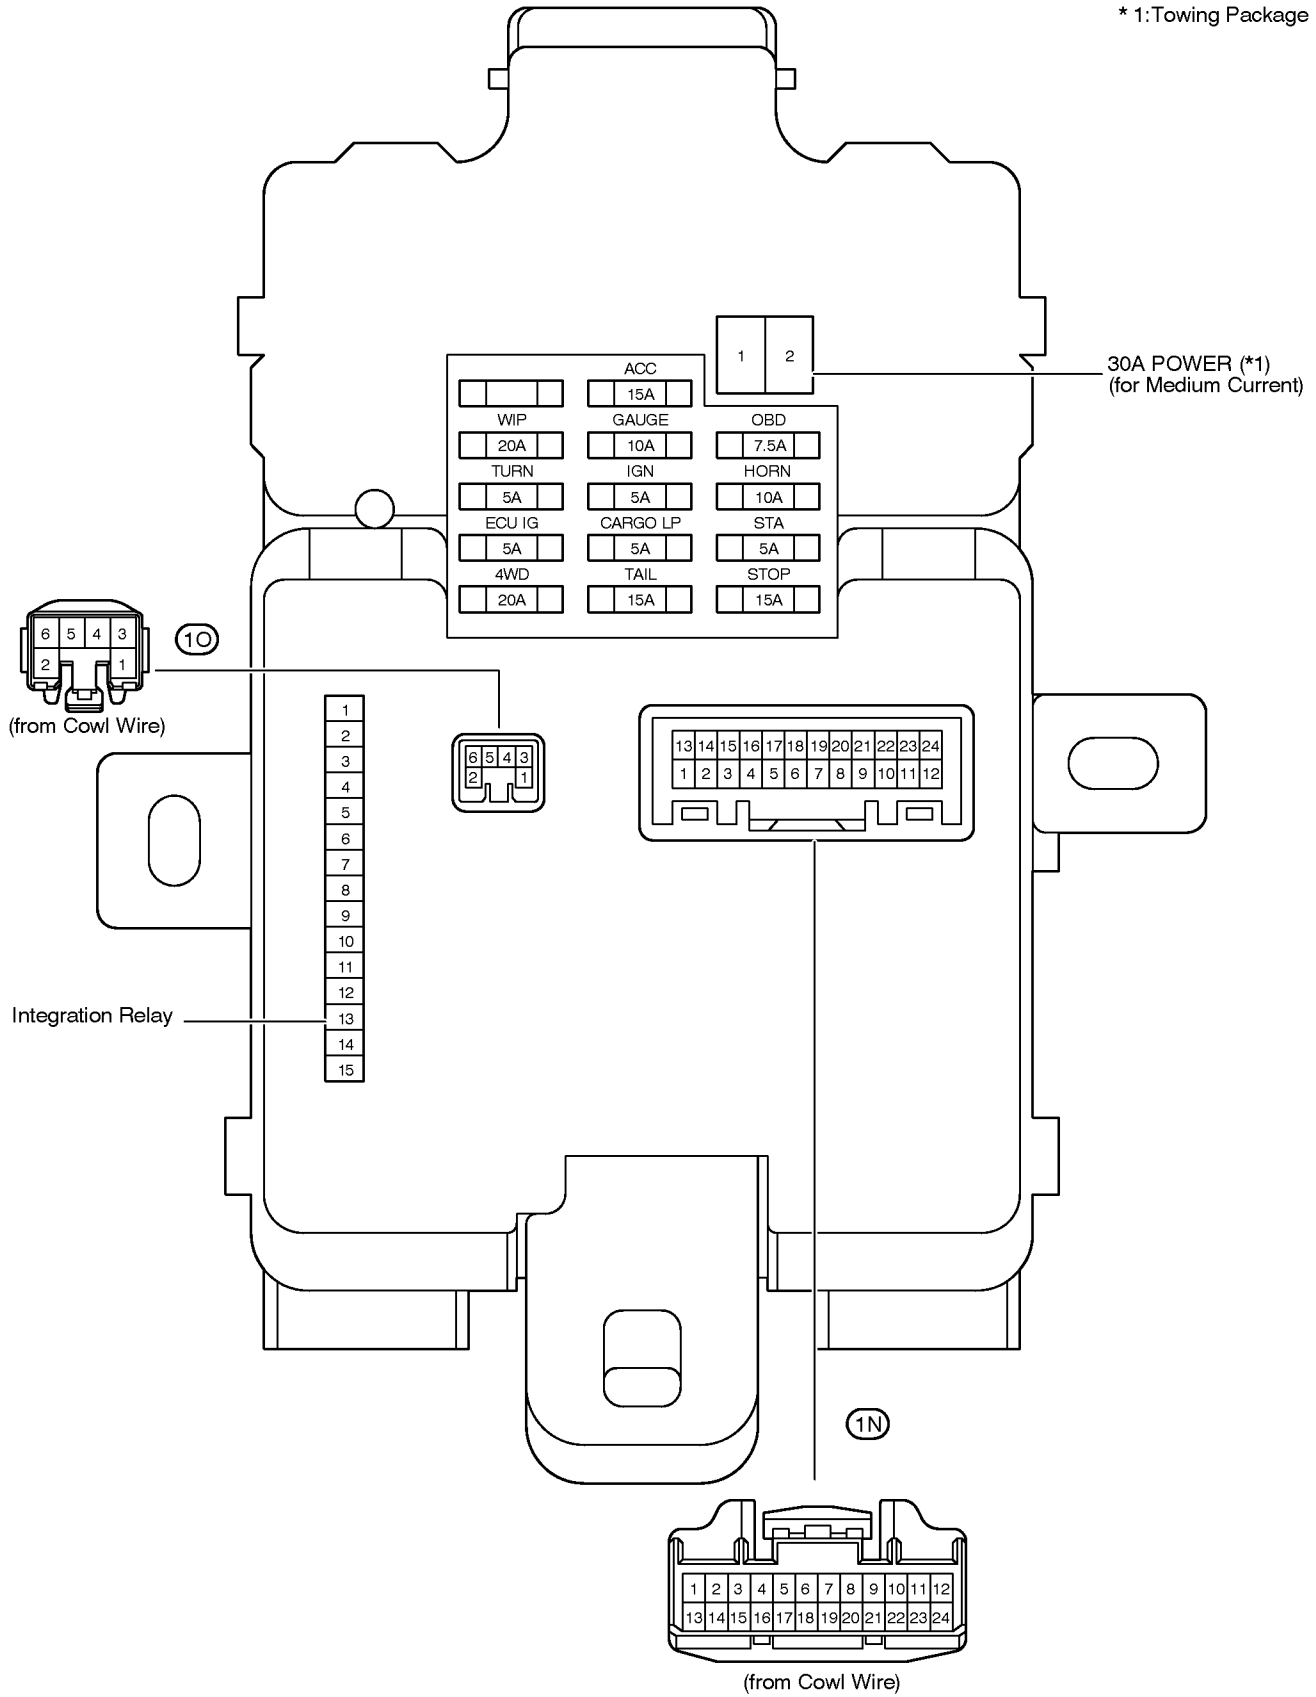 * 1:Towing Package
1 2
30A POWER (*1)
(for Medium Current)
ACC
15A
WIP GAUGE OBD
20A 10A 7.5A
TURN IGN HORN
5A 5A 10A
ECU IG CARGO LP STA
5A 5A 5A
4WD TAIL STOP
20A 15A 15A
6 5 4 3
2 1
1O
(from Cowl Wire)
1
2
3
4
5
6
7
8
9
10
11
12
13
14
15
Integration Relay
6 5 4 3
2 1
13 14 15 16 17 18 19 20 21 22 23 24
1 2 3 4 5 6 7 8 9 10 11 12
1N
1 2 3 4 5 6 7 8 9 10 11 12
13 14 15 16 17 18 19 20 21 22 23 24
(from Cowl Wire)